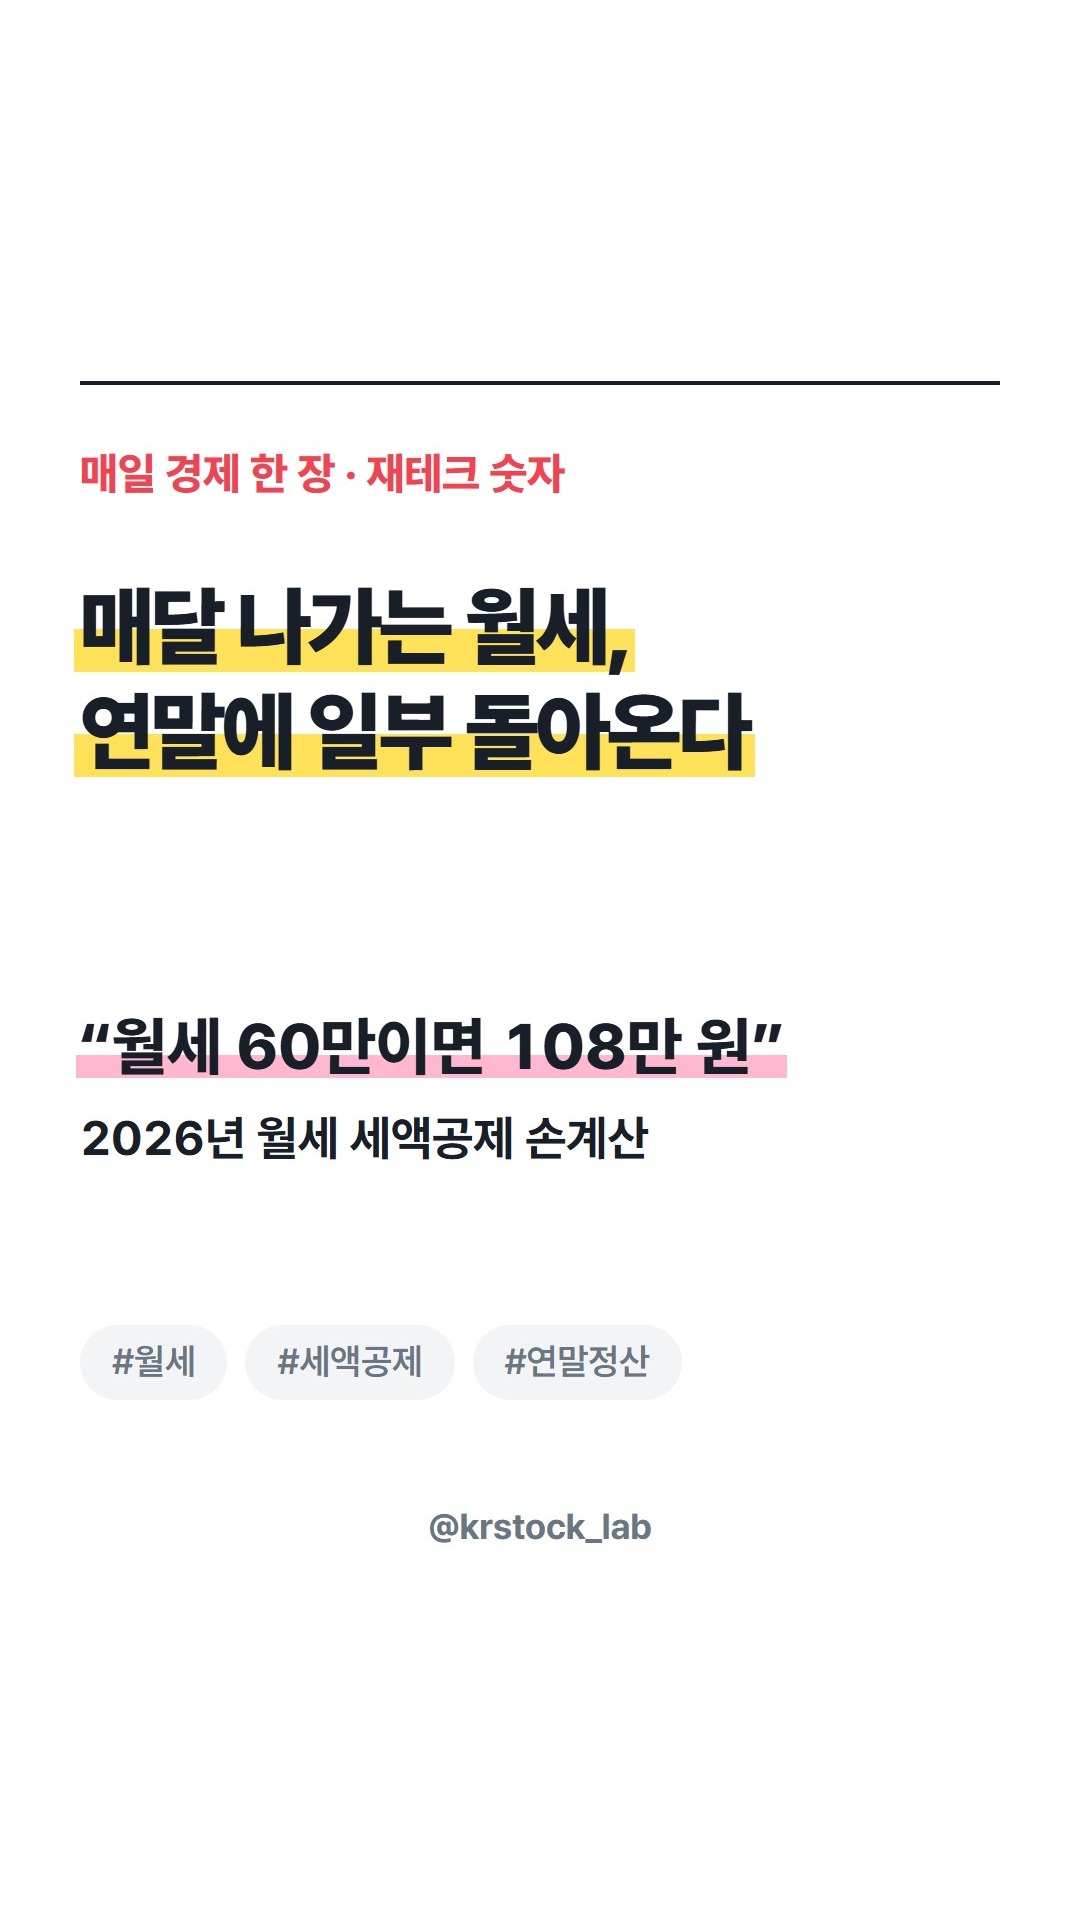 매일 경제 한 장 · 재테크 숫자
매달 나가는 월세,
연말에 일부 돌아온다
“월세 60만이면 108만 원”
2026년 월세 세액공제 손계산
#월세 #세액공제 #연말정산
@krstock_lab